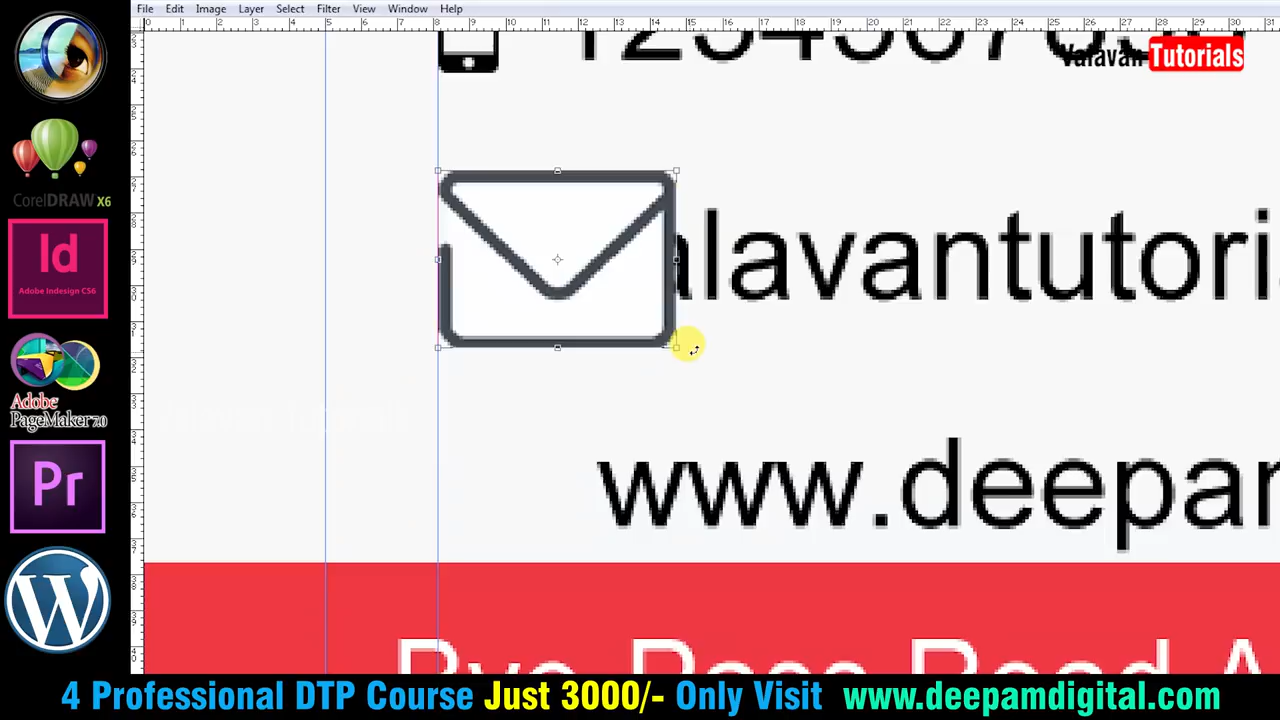 File Edit Image Layer Select Filter View Window Help
Valavan Tutorials
CorelDRAW X6
Id
Adobe Indesign CS6
alavantutori
Adobe
PageMaker 7.0
Pr
www.deepam
4 Professional DTP Course Just 3000/- Only Visit www.deepamdigital.com